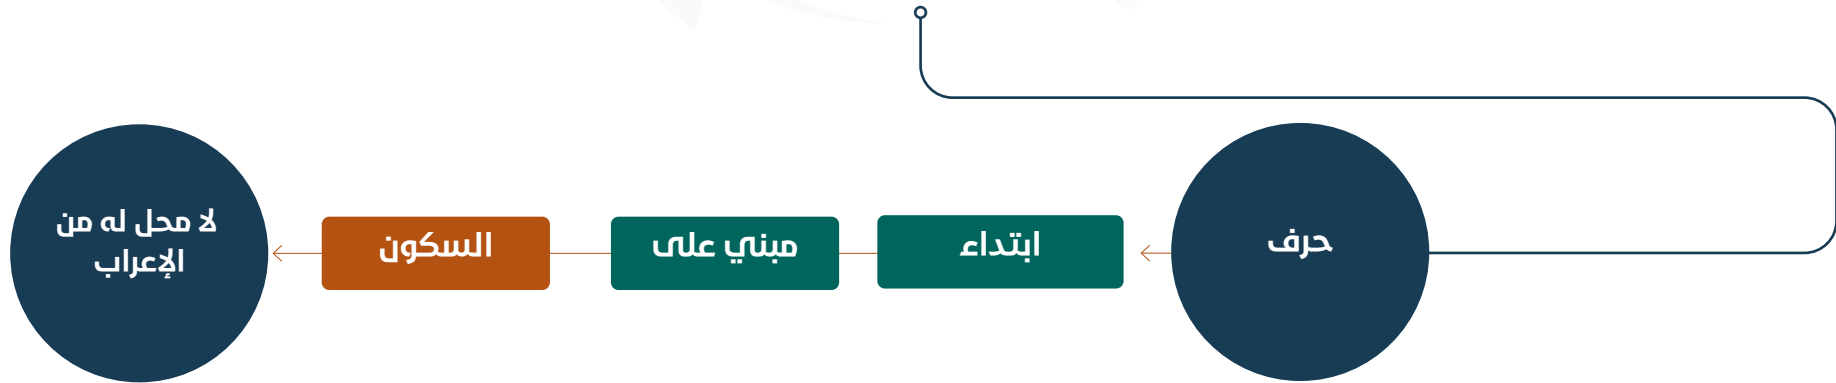 حرف
ابتداء
مبني على
السكون
لا محل له من
الإعراب